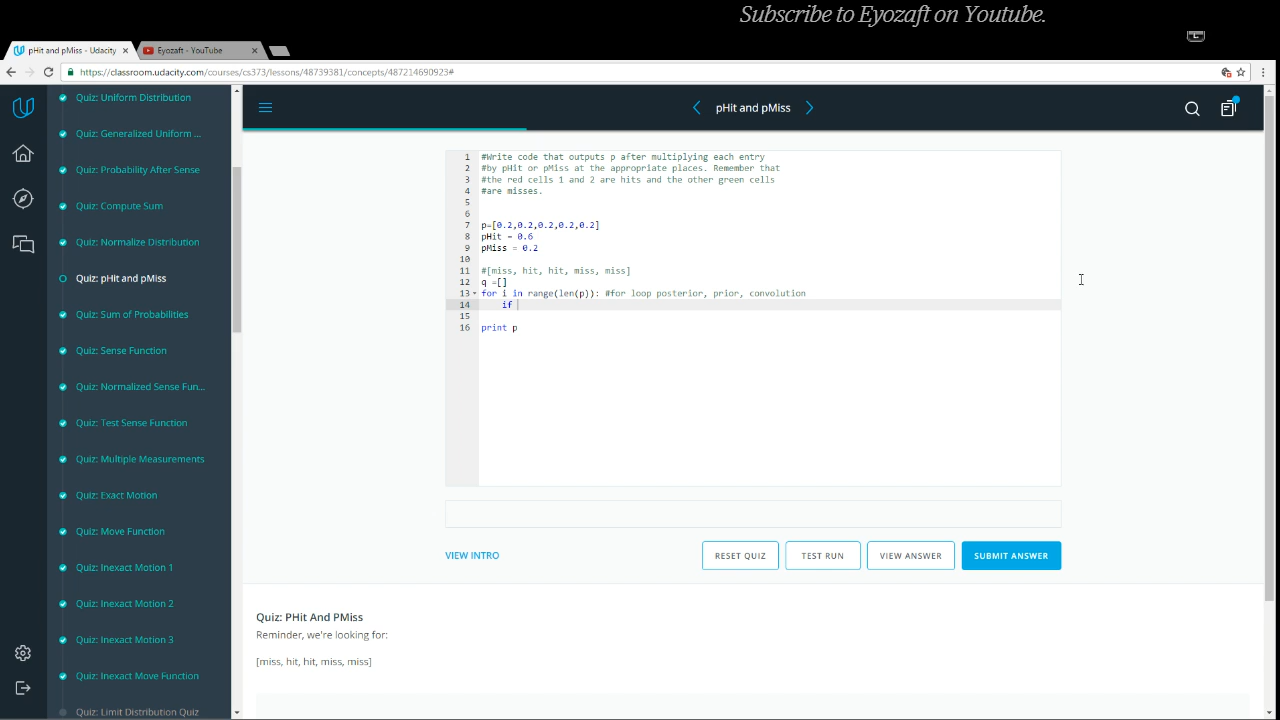 Subscribe to Eyozaft on Youtube.
pHit and pMiss - Udacity
Eyozaft - YouTube
https://classroom.udacity.com/courses/cs373/lessons/48739381/concepts/487214690923#
Quiz: Uniform Distribution
Quiz: Generalized Uniform ...
Quiz: Probability After Sense
Quiz: Compute Sum
Quiz: Normalize Distribution
Quiz: pHit and pMiss
Quiz: Sum of Probabilities
Quiz: Sense Function
Quiz: Normalized Sense Fun...
Quiz: Test Sense Function
Quiz: Multiple Measurements
Quiz: Exact Motion
Quiz: Move Function
Quiz: Inexact Motion 1
Quiz: Inexact Motion 2
Quiz: Inexact Motion 3
Quiz: Inexact Move Function
Quiz: Limit Distribution Quiz
pHit and pMiss
1 #Write code that outputs p after multiplying each entry
2 #by pHit or pMiss at the appropriate places. Remember that
3 #the red cells 1 and 2 are hits and the other green cells
4 #are misses.
5
6
7 p=[0.2,0.2,0.2,0.2,0.2]
8 pHit = 0.6
9 pMiss = 0.2
10
11 #[miss, hit, hit, miss, miss]
12 q =[]
13 for i in range(len(p)): #for loop posterior, prior, convolution
14 if
15
16 print p
VIEW INTRO
RESET QUIZ
TEST RUN
VIEW ANSWER
SUBMIT ANSWER
Quiz: PHit And PMiss
Reminder, we're looking for:
[miss, hit, hit, miss, miss]